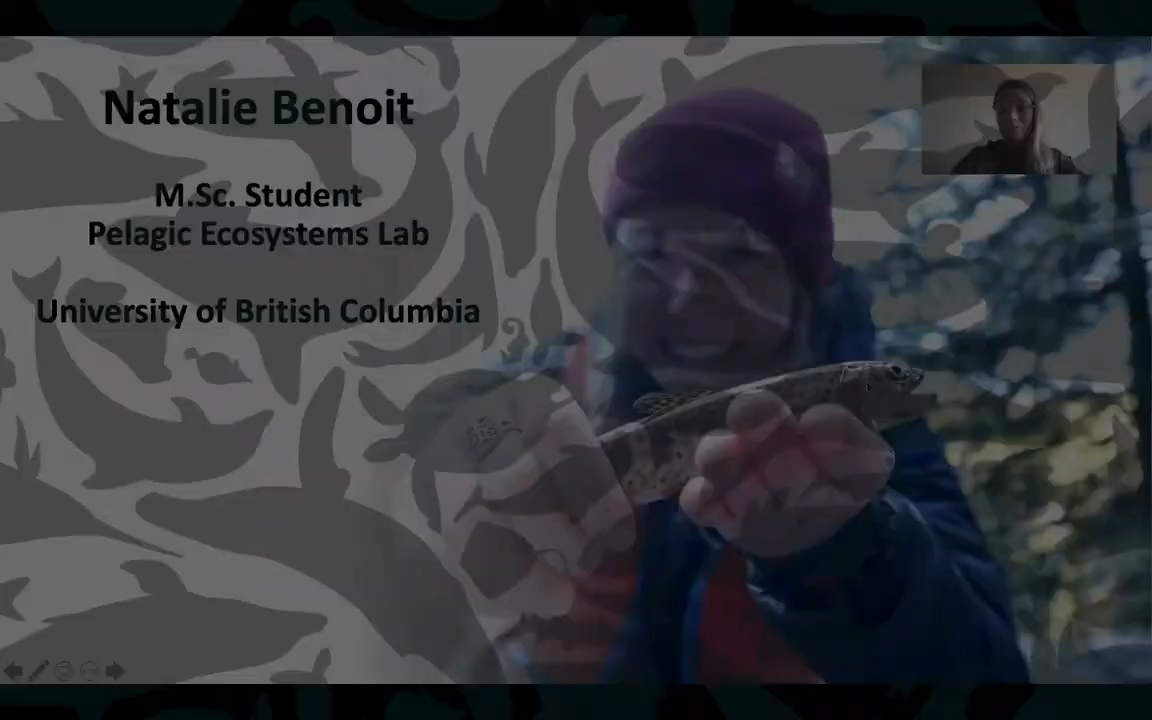 Natalie Benoit
M.Sc. Student
Pelagic Ecosystems Lab
University of British Columbia